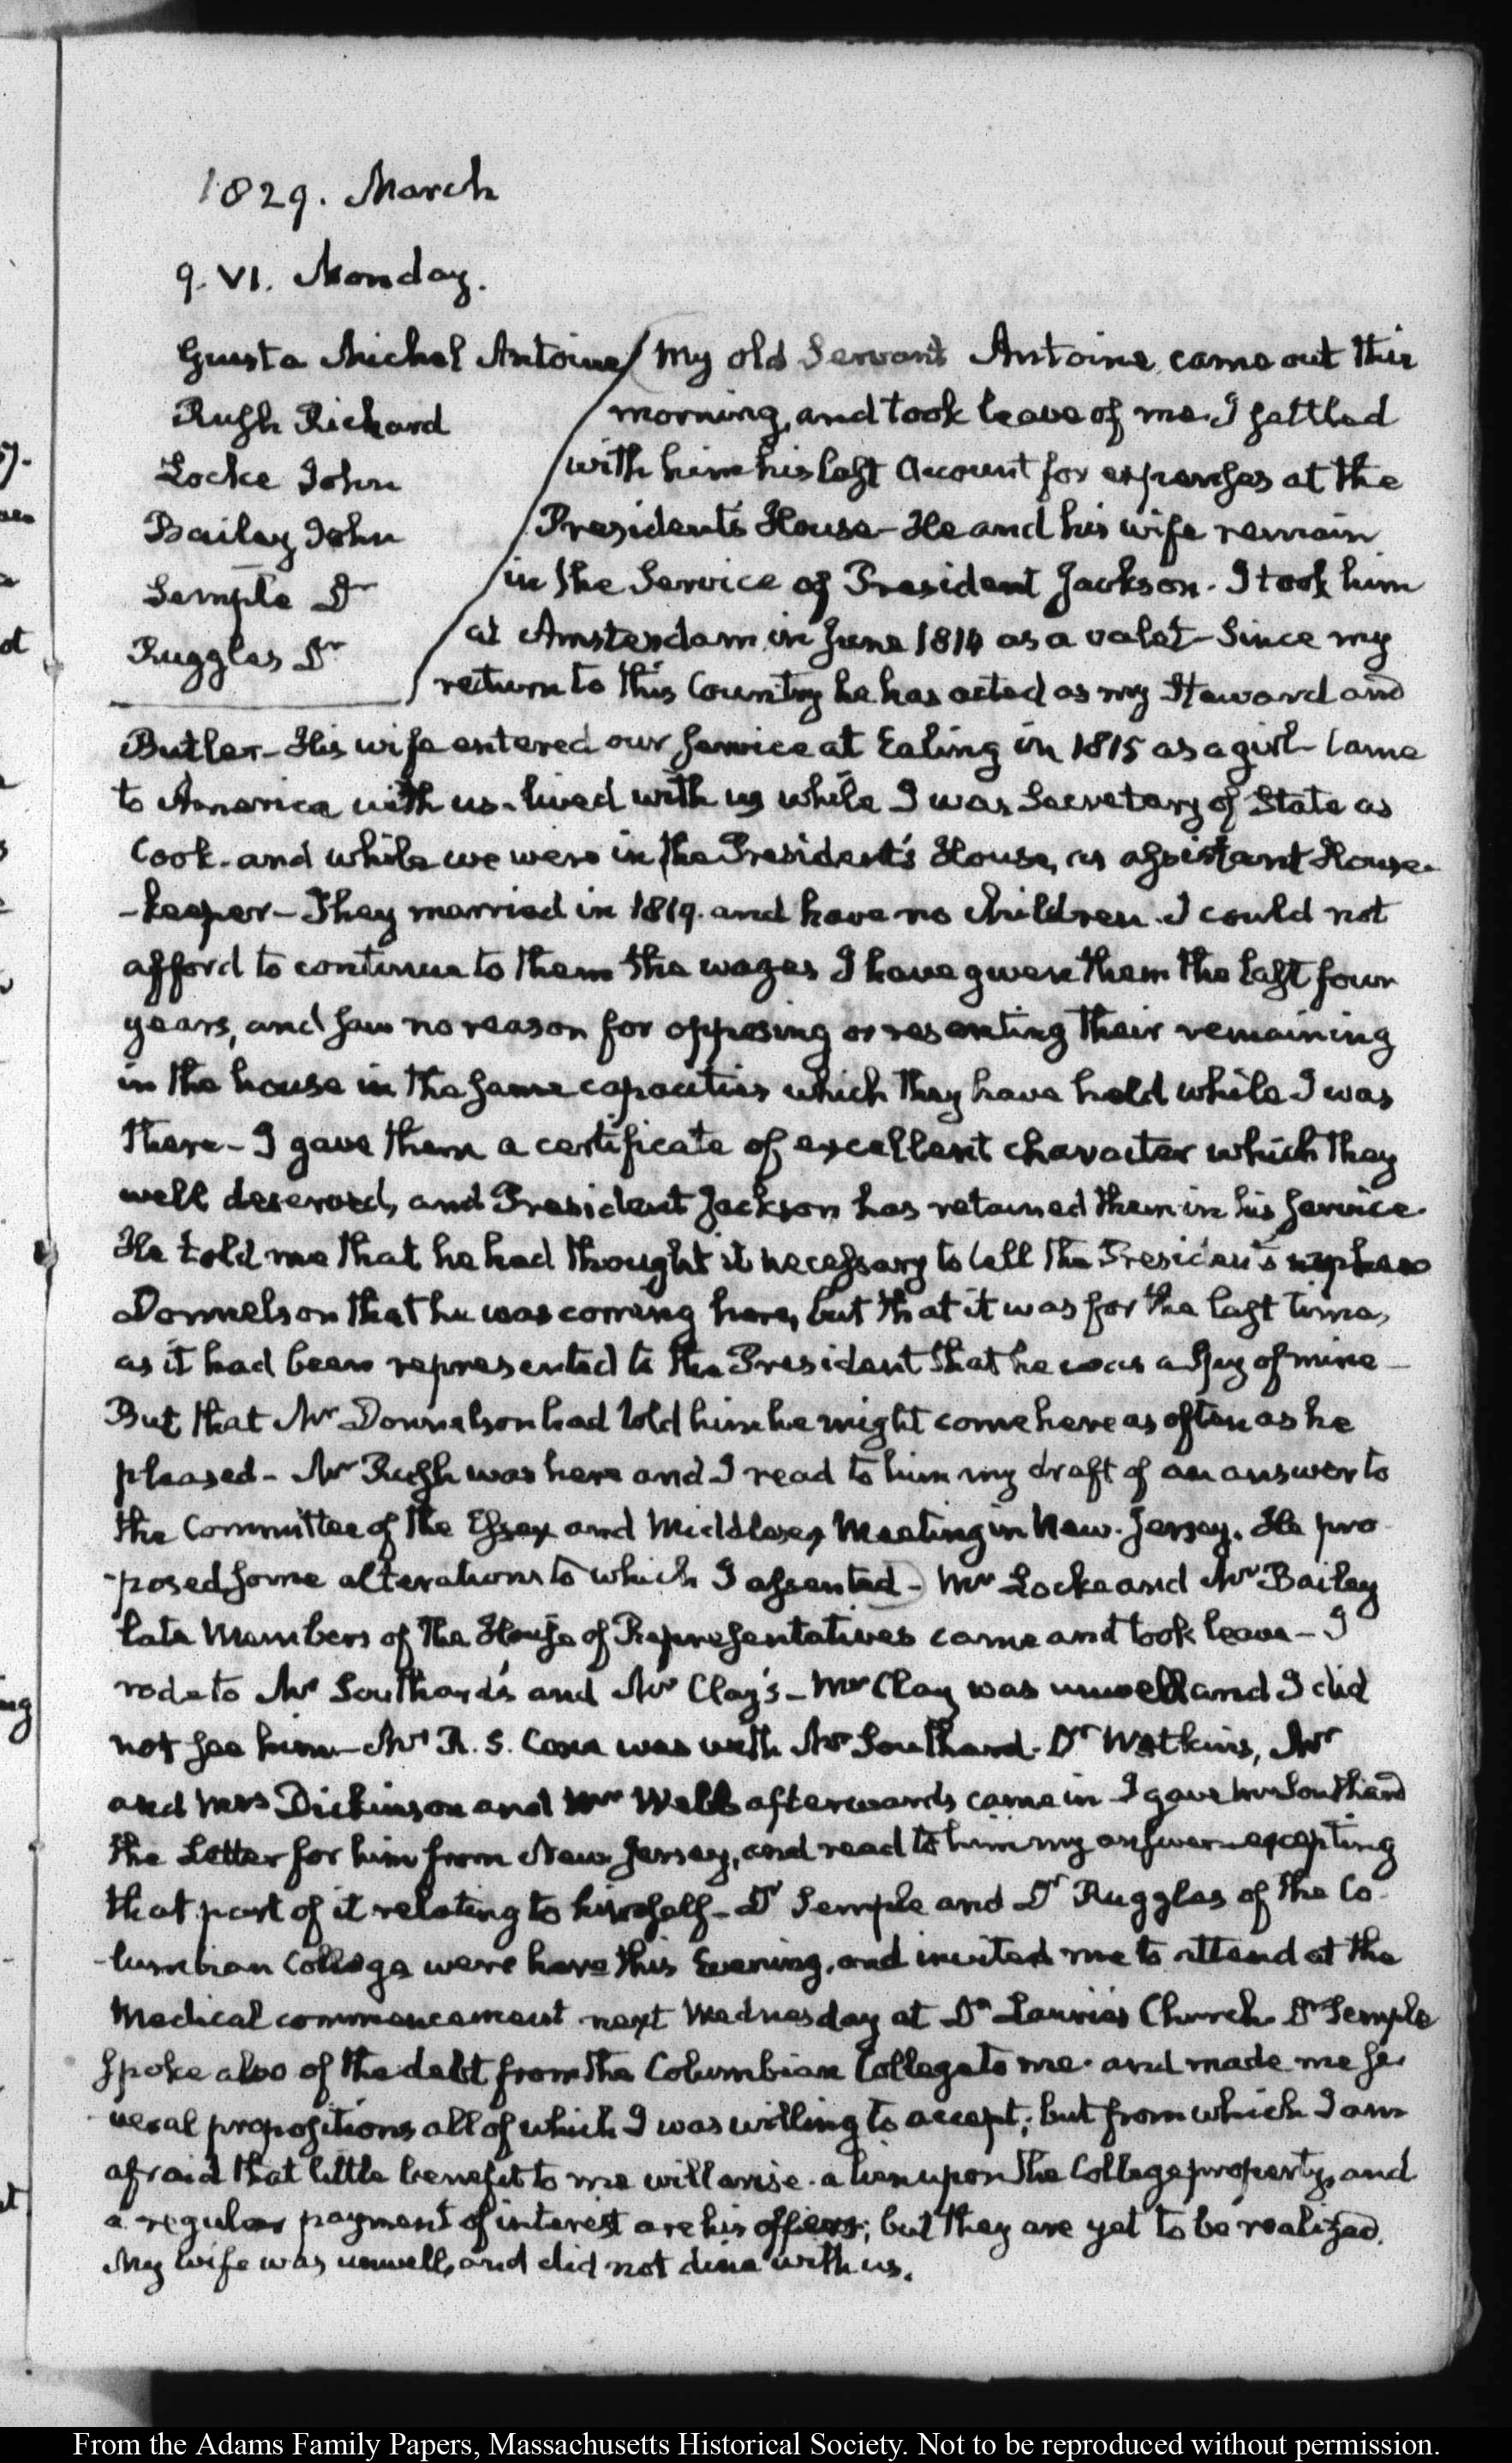 1829. March
9. VI. Monday.
Giusta Michel Antoine
Rush Richard
Locke John
Bailey John
Semple Dr
Ruggles Dr
My old Servant Antoine, came out this
morning, and took leave of me. I settled
with him his last Account for expenses at the
President's House — He and his wife remain
in the Service of President Jackson. I took him
at Amsterdam in June 1814 as a valet — Since my
return to this Country he has acted as my Steward and
Butler — His wife entered our service at Ealing in 1815 as a girl — Came
to America with us — lived with us while I was Secretary of State as
Cook — and while we were in the President's House, as assistant House-
-keeper — They married in 1819. and have no children. I could not
afford to continue to them the wages I have given them the last four
years, and saw no reason for opposing or resenting their remaining
in the house in the same capacities which they have held while I was
there — I gave them a certificate of excellent character which they
well deserved, and President Jackson has retained them in his service.
He told me that he had thought it necessary to tell the President's nephew
Donnelson that he was coming here, but that it was for the last time,
as it had been represented to the President that he was a spy of mine —
But that Mr Donnelson had told him he might come here as often as he
pleased — Mr Rush was here and I read to him my draft of an answer to
the Committee of the Essex and Middlesex Meeting in New-Jersey. He pro-
-posed some alterations to which I assented — Mr Locke and Mr Bailey
late Members of the House of Representatives came and took leave — I
rode to Mr Southard's and Mr Clay's — Mr Clay was unwell and I did
not see him — Mr R. S. Coxe was with Mr Southard. Dr Watkins, Mr
and Mrs Dickinson and Webb afterwards came in I gave Mr Southard
the Letter for him from New-Jersey, and read to him my answer — excepting
that part of it relating to himself — Dr Semple and Dr Ruggles of the Co-
-lumbian College were here this Evening, and invited me to attend at the
Medical commencement next Wednesday at Dr Laurie's Church. Dr Semple
spoke also of the debt from the Columbian College to me. and made me se-
-veral propositions all of which I was willing to accept; but from which I am
afraid that little benefit to me will arise. a lien upon the College property, and
a regular payment of interest are his offers; but they are yet to be realized.
My wife was unwell, and did not dine with us.
From the Adams Family Papers, Massachusetts Historical Society. Not to be reproduced without permission.